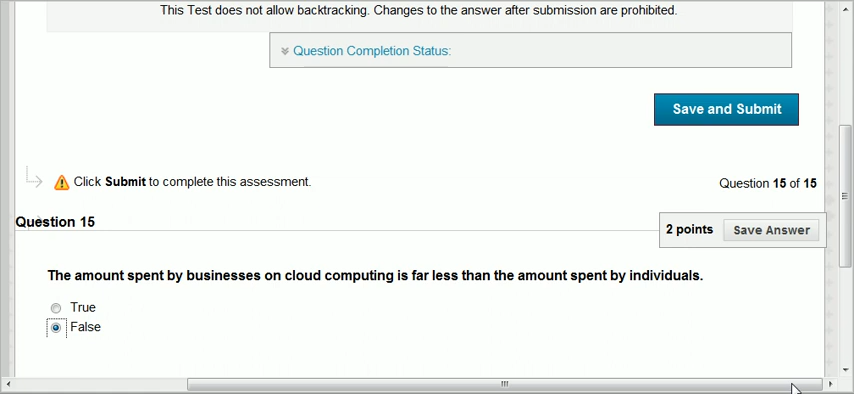 This Test does not allow backtracking. Changes to the answer after submission are prohibited.
Question Completion Status:
Save and Submit
Click Submit to complete this assessment.
Question 15 of 15
Question 15
2 points
Save Answer
The amount spent by businesses on cloud computing is far less than the amount spent by individuals.
True
False